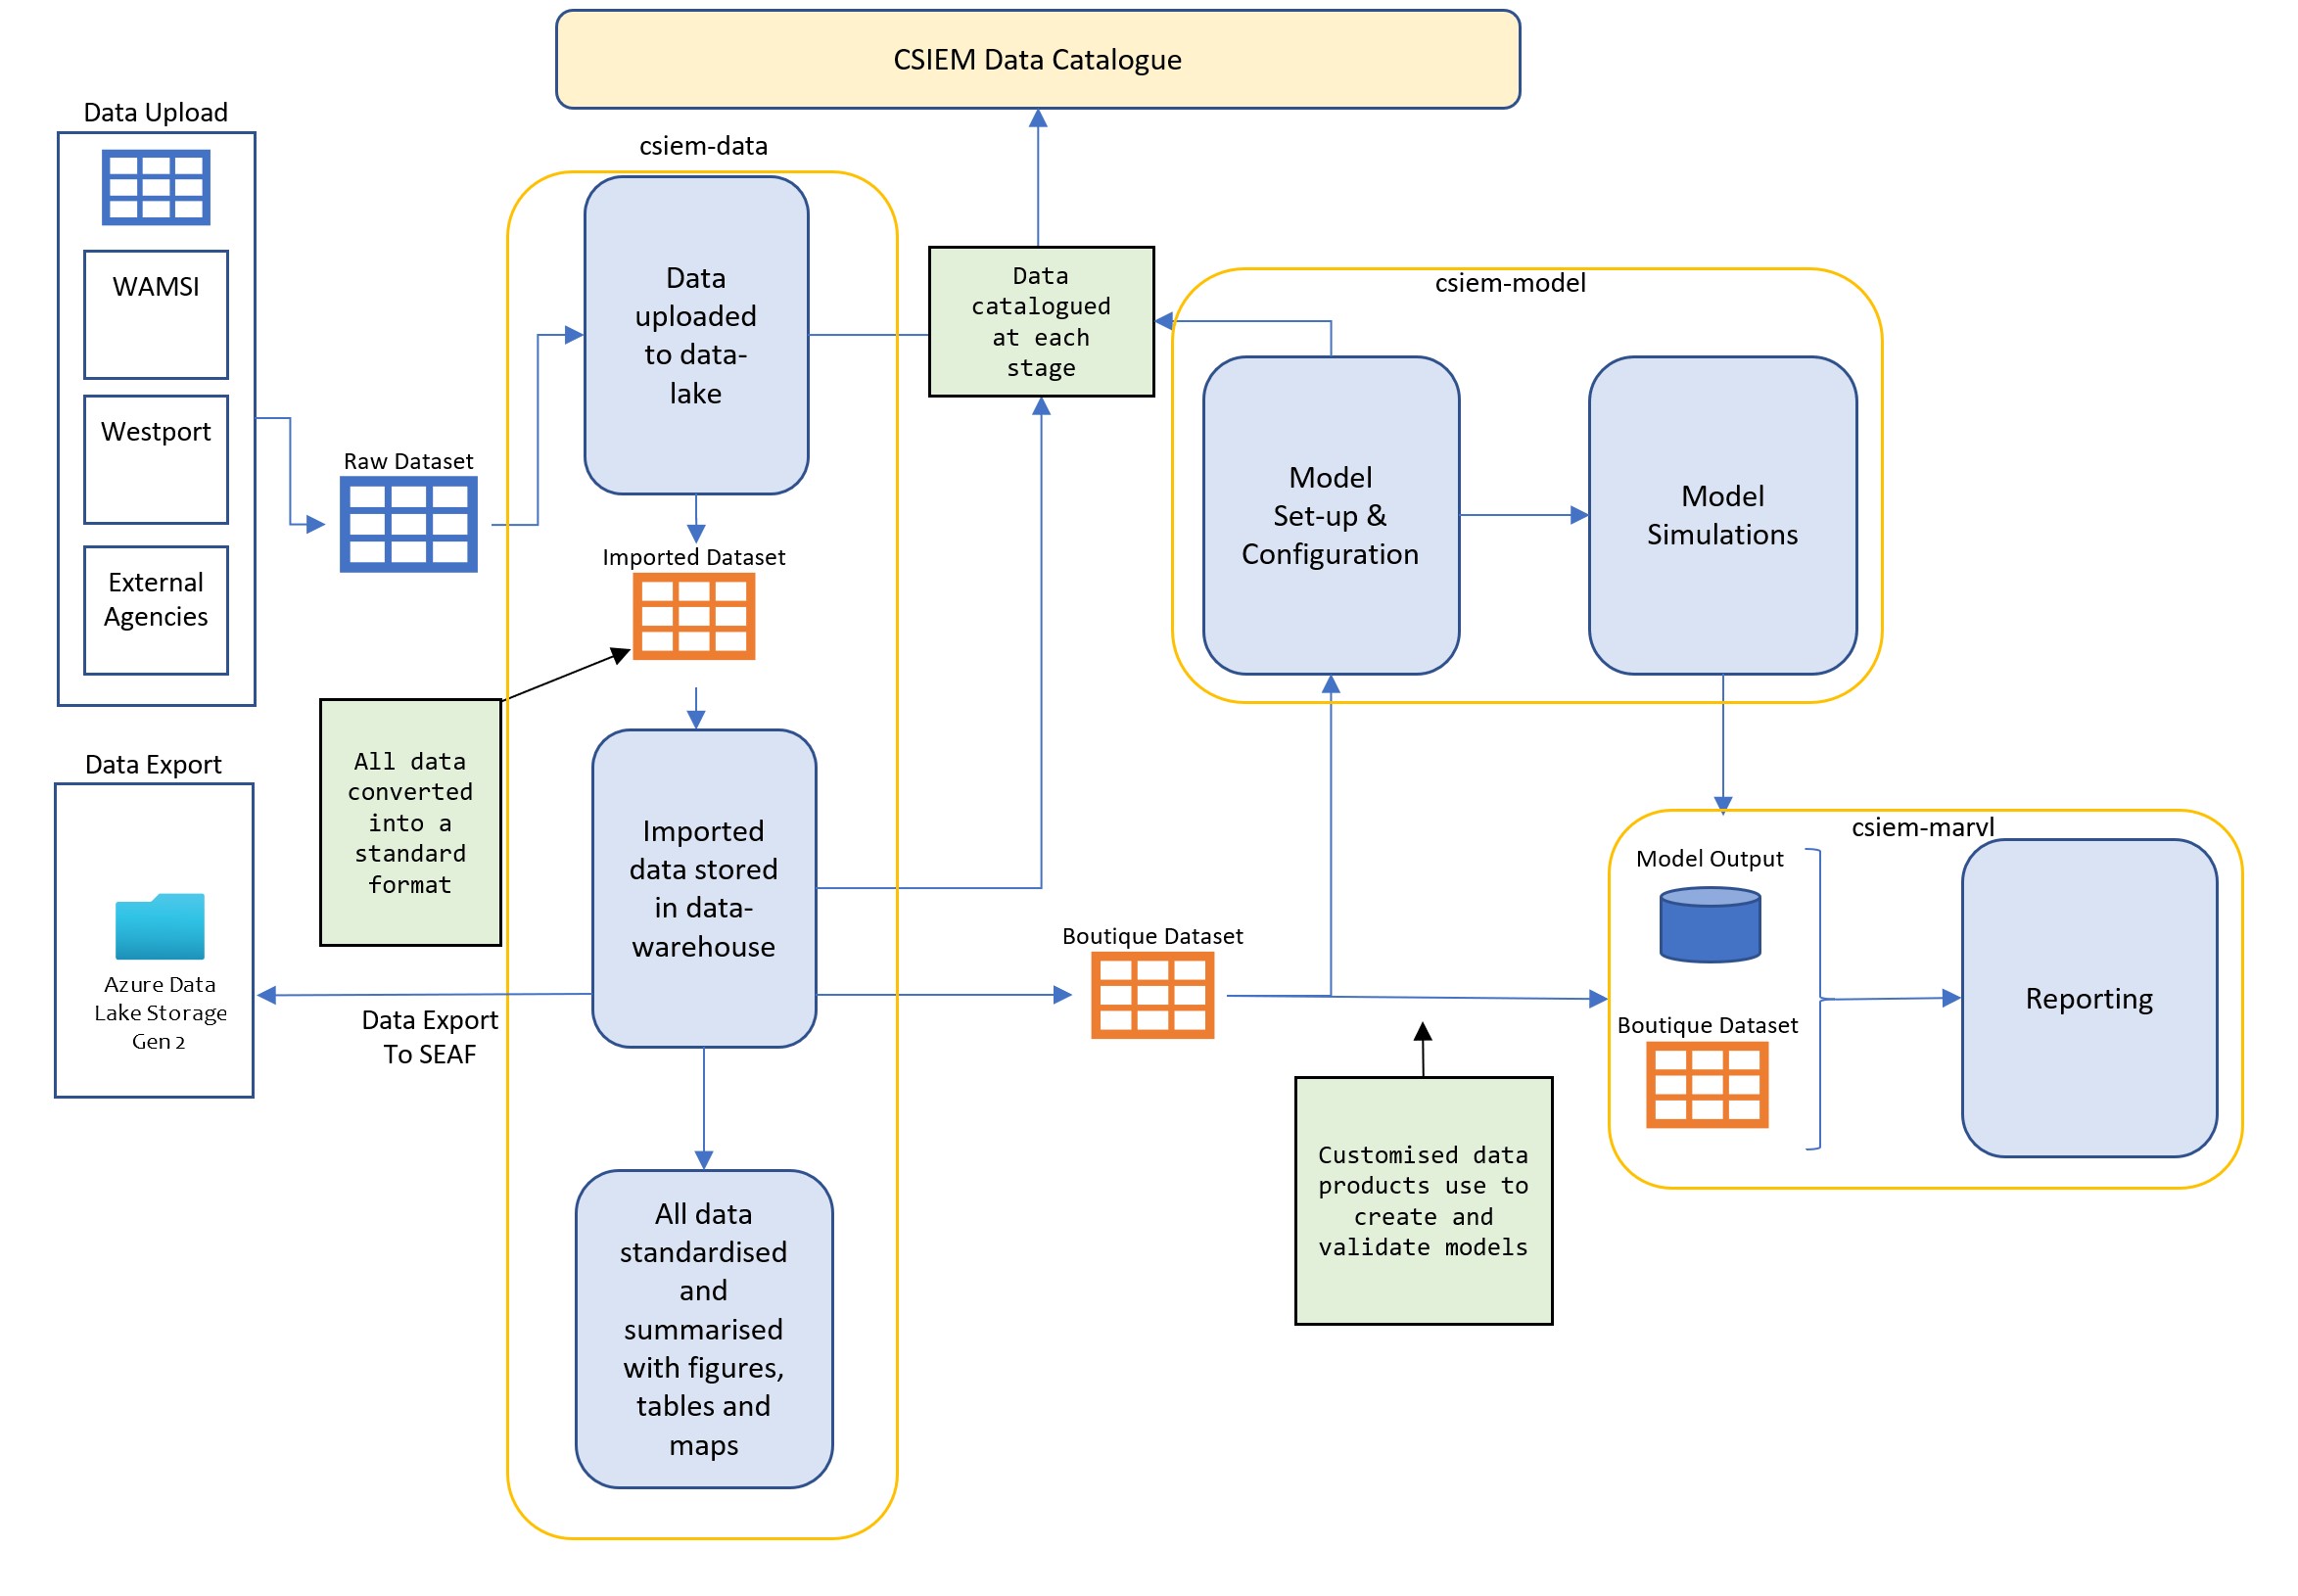 CSIEM Data Catalogue
Data Upload
WAMSI
Westport
External
Agencies
Raw Dataset
csiem-data
Data
uploaded
to data-
lake
Imported Dataset
All data
converted
into a
standard
format
Imported
data stored
in data-
warehouse
All data
standardised
and
summarised
with figures,
tables and
maps
Data Export
Azure Data
Lake Storage
Gen 2
Data Export
To SEAF
Data
catalogued
at each
stage
csiem-model
Model
Set-up &
Configuration
Model
Simulations
Boutique Dataset
Customised data
products use to
create and
validate models
csiem-marvl
Model Output
Boutique Dataset
Reporting